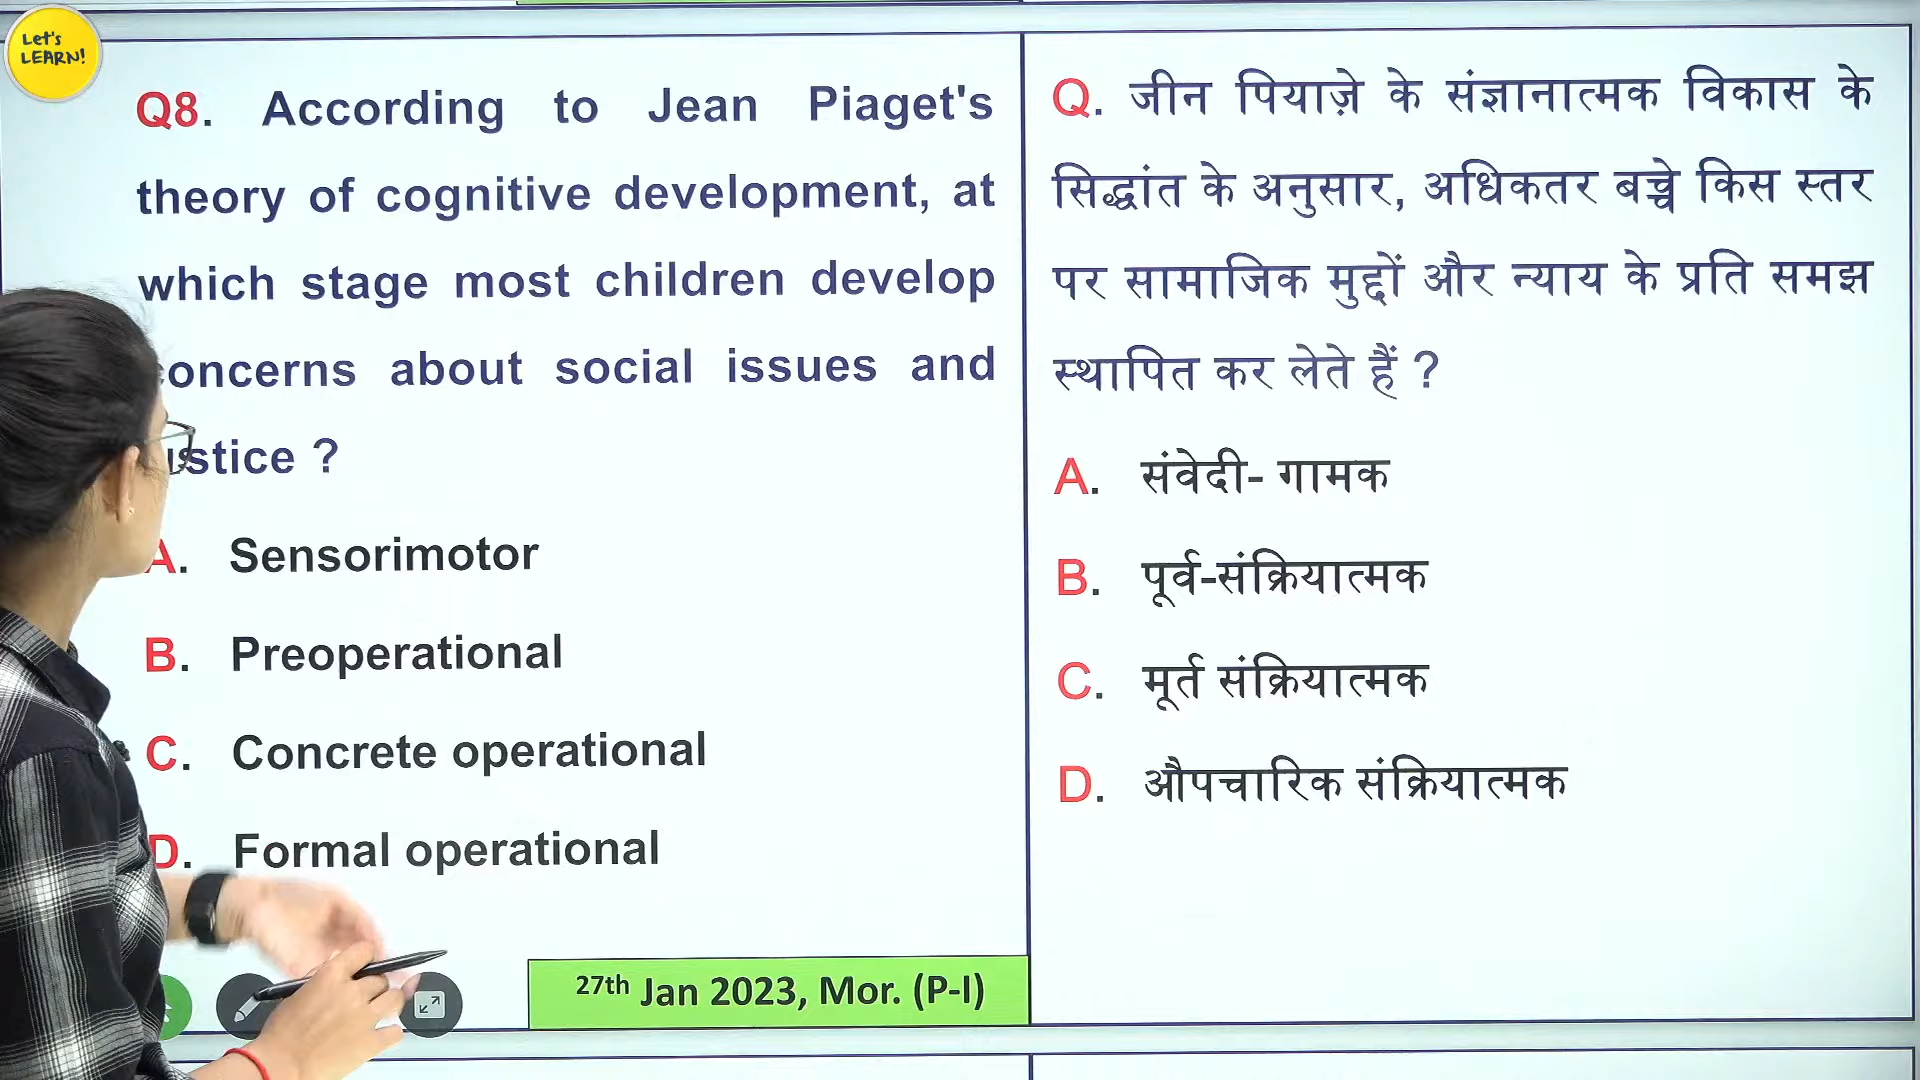 Let's
LEARN!
Q8. According to Jean Piaget's
theory of cognitive development, at
which stage most children develop
oncerns about social issues and
ustice ?
A. Sensorimotor
B. Preoperational
C. Concrete operational
D. Formal operational
27th Jan 2023, Mor. (P-I)
Q. जीन पियाज़े के संज्ञानात्मक विकास के
सिद्धांत के अनुसार, अधिकतर बच्चे किस स्तर
पर सामाजिक मुद्दों और न्याय के प्रति समझ
स्थापित कर लेते हैं ?
A. संवेदी- गामक
B. पूर्व-संक्रियात्मक
C. मूर्त संक्रियात्मक
D. औपचारिक संक्रियात्मक